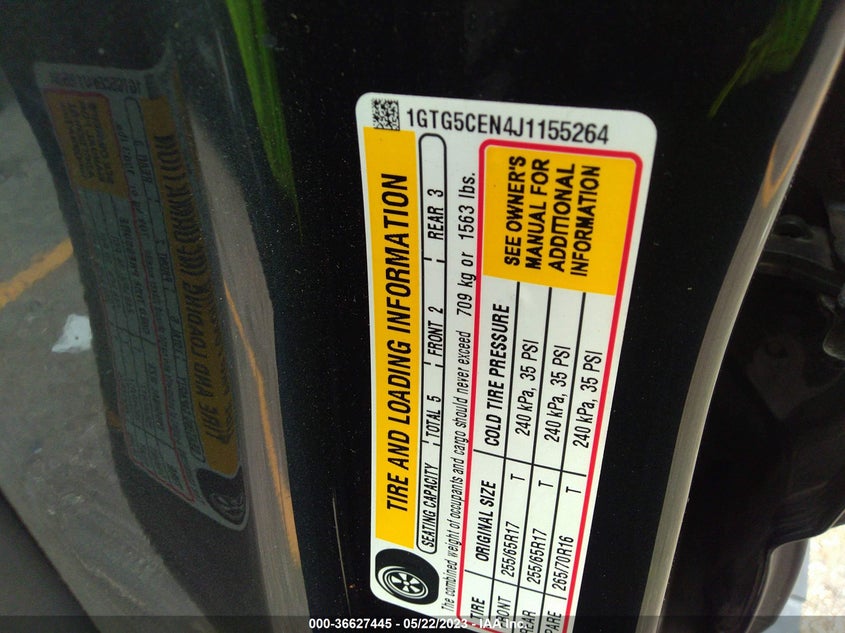 1GTG5CEN4J1155264
TIRE AND LOADING INFORMATION
SEATING CAPACITY TOTAL 5 FRONT 2 REAR 3
The combined weight of occupants and cargo should never exceed 709 kg or 1563 lbs.
TIRE ORIGINAL SIZE COLD TIRE PRESSURE
FRONT 255/65R17 T 240 kPa, 35 PSI
REAR 255/65R17 T 240 kPa, 35 PSI
SPARE 265/70R16 T 240 kPa, 35 PSI
SEE OWNER'S
MANUAL FOR
ADDITIONAL
INFORMATION
000-36627445 - 05/22/2023 - IAA Inc.